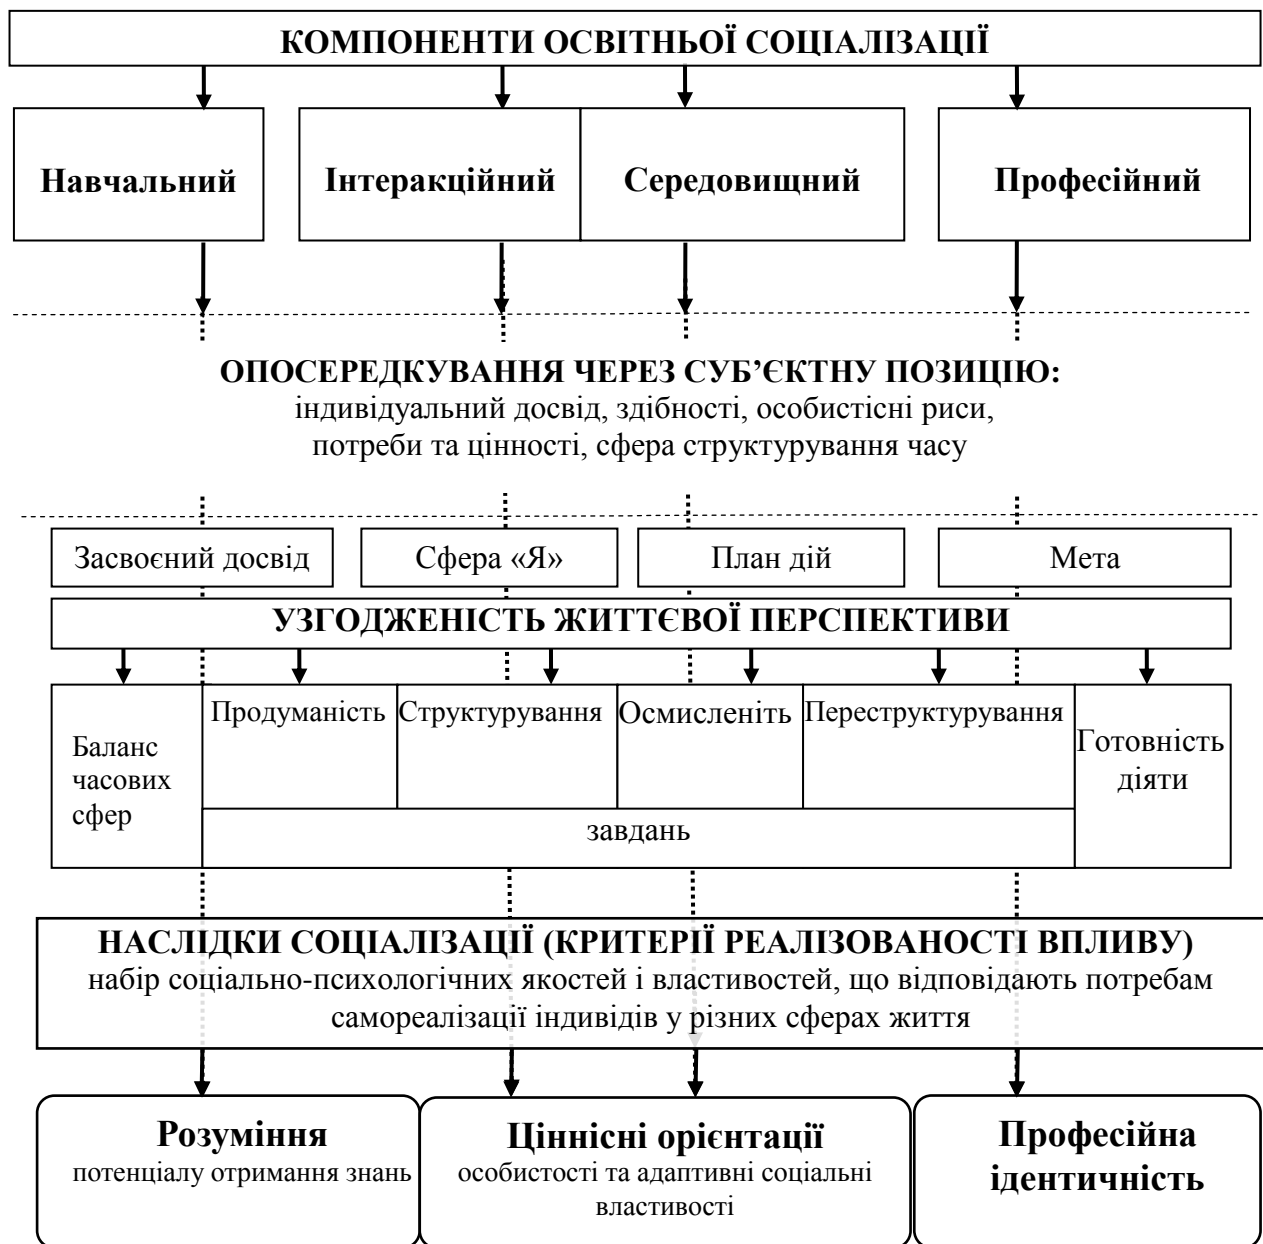 КОМПОНЕНТИ ОСВІТНЬОЇ СОЦІАЛІЗАЦІЇ
Навчальний
Інтеракційний
Середовищний
Професійний
ОПОСЕРЕДКУВАННЯ ЧЕРЕЗ СУБ’ЄКТНУ ПОЗИЦІЮ:
індивідуальний досвід, здібності, особистісні риси,
потреби та цінності, сфера структурування часу
Засвоєний досвід
Сфера «Я»
План дій
Мета
УЗГОДЖЕНІСТЬ ЖИТТЄВОЇ ПЕРСПЕКТИВИ
Баланс
часових
сфер
Продуманість
Структурування
Осмисленіть
Переструктурування
завдань
Готовність
діяти
НАСЛІДКИ СОЦІАЛІЗАЦІЇ (КРИТЕРІЇ РЕАЛІЗОВАНОСТІ ВПЛИВУ)
набір соціально-психологічних якостей і властивостей, що відповідають потребам
самореалізації індивідів у різних сферах життя
Розуміння
потенціалу отримання знань
Ціннісні орієнтації
особистості та адаптивні соціальні
властивості
Професійна
ідентичність